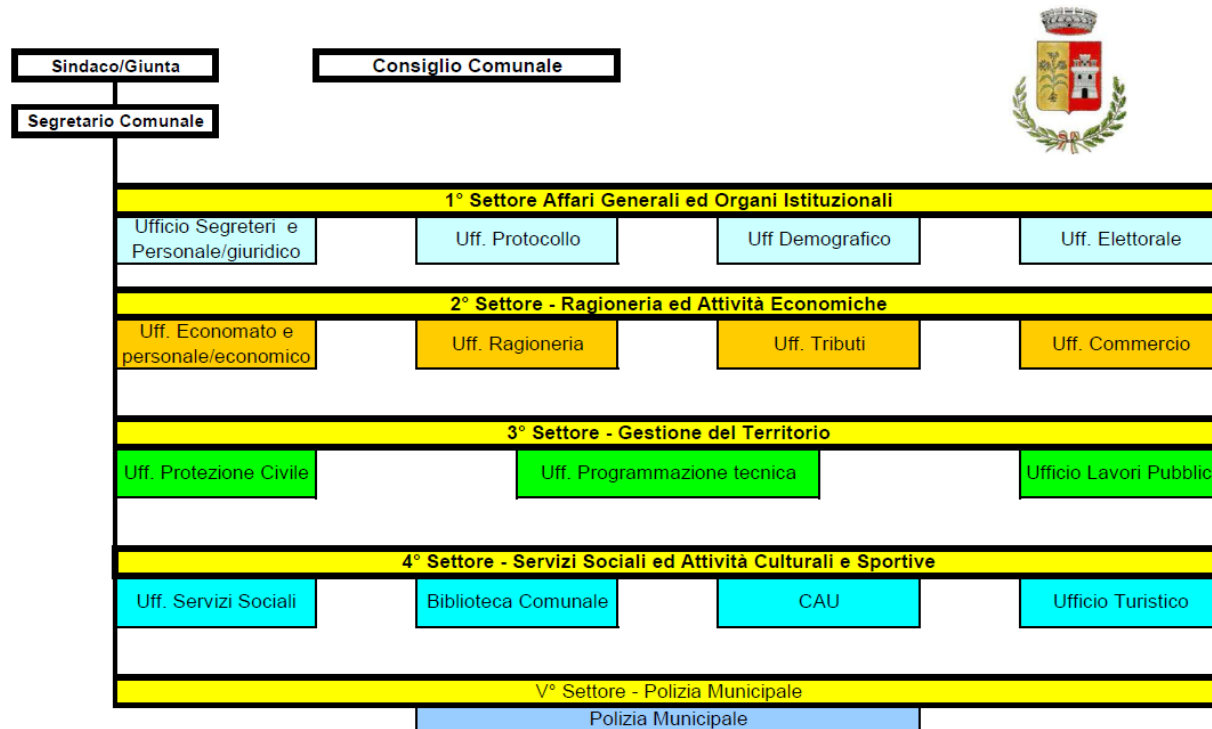 Sindaco/Giunta
Consiglio Comunale
Segretario Comunale
1° Settore Affari Generali ed Organi Istituzionali
Ufficio Segreteri e
Personale/giuridico
Uff. Protocollo
Uff Demografico
Uff. Elettorale
2° Settore - Ragioneria ed Attività Economiche
Uff. Economato e
personale/economico
Uff. Ragioneria
Uff. Tributi
Uff. Commercio
3° Settore - Gestione del Territorio
Uff. Protezione Civile
Uff. Programmazione tecnica
Ufficio Lavori Pubblic
4° Settore - Servizi Sociali ed Attività Culturali e Sportive
Uff. Servizi Sociali
Biblioteca Comunale
CAU
Ufficio Turistico
V° Settore - Polizia Municipale
Polizia Municipale